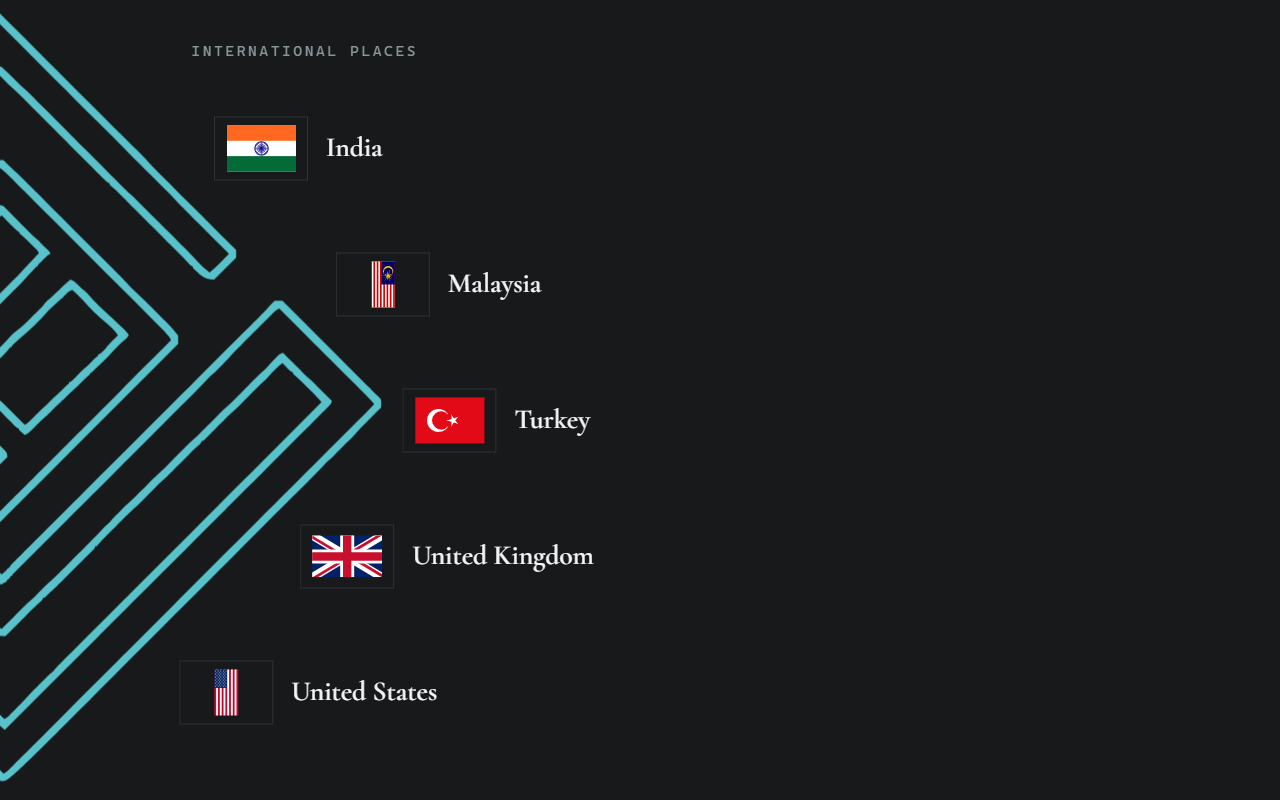 INTERNATIONAL PLACES
India
Malaysia
Turkey
United Kingdom
United States